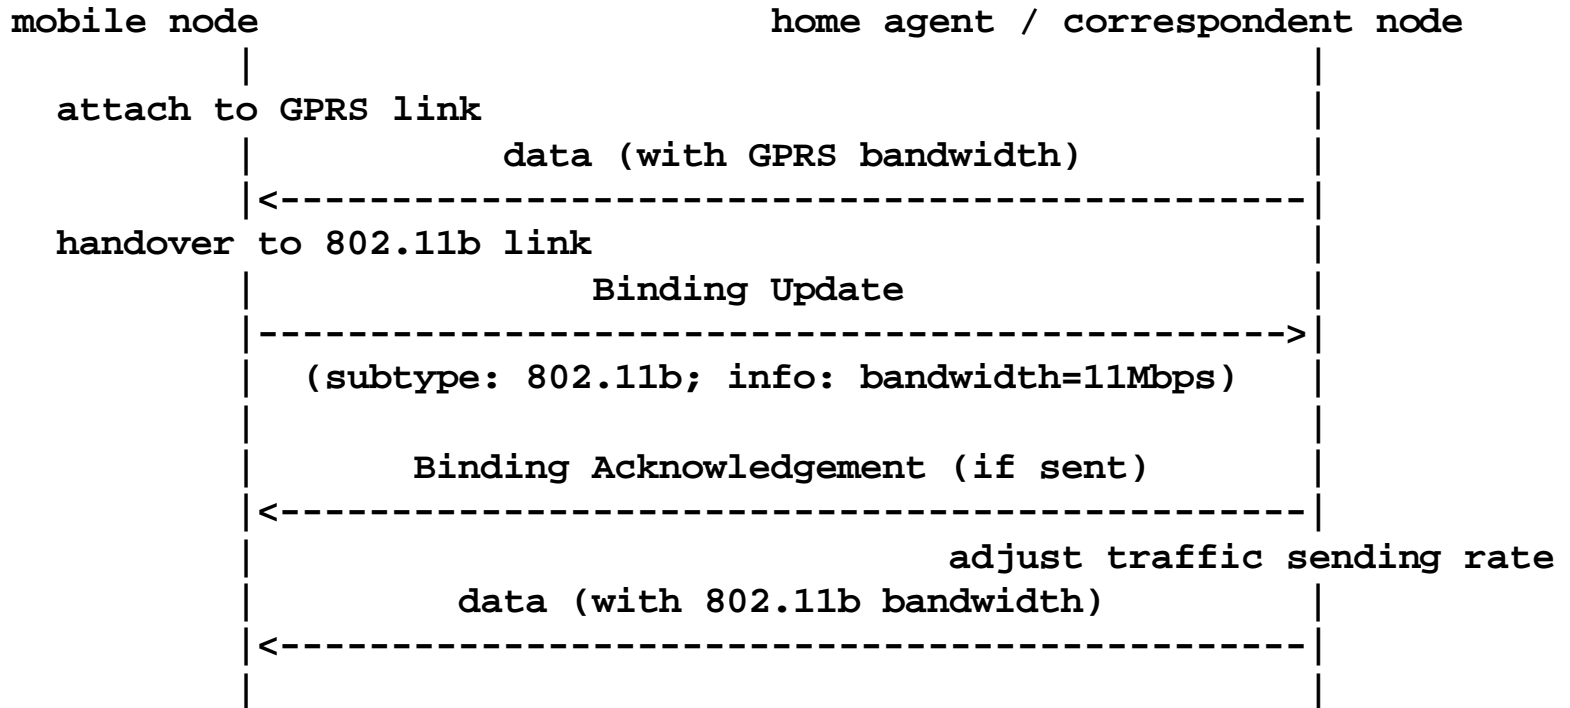 mobile node home agent / correspondent node
attach to GPRS link
data (with GPRS bandwidth)
<----------------------------------------------
handover to 802.11b link
Binding Update
---------------------------------------------->
(subtype: 802.11b; info: bandwidth=11Mbps)
Binding Acknowledgement (if sent)
<----------------------------------------------
adjust traffic sending rate
data (with 802.11b bandwidth)
<----------------------------------------------